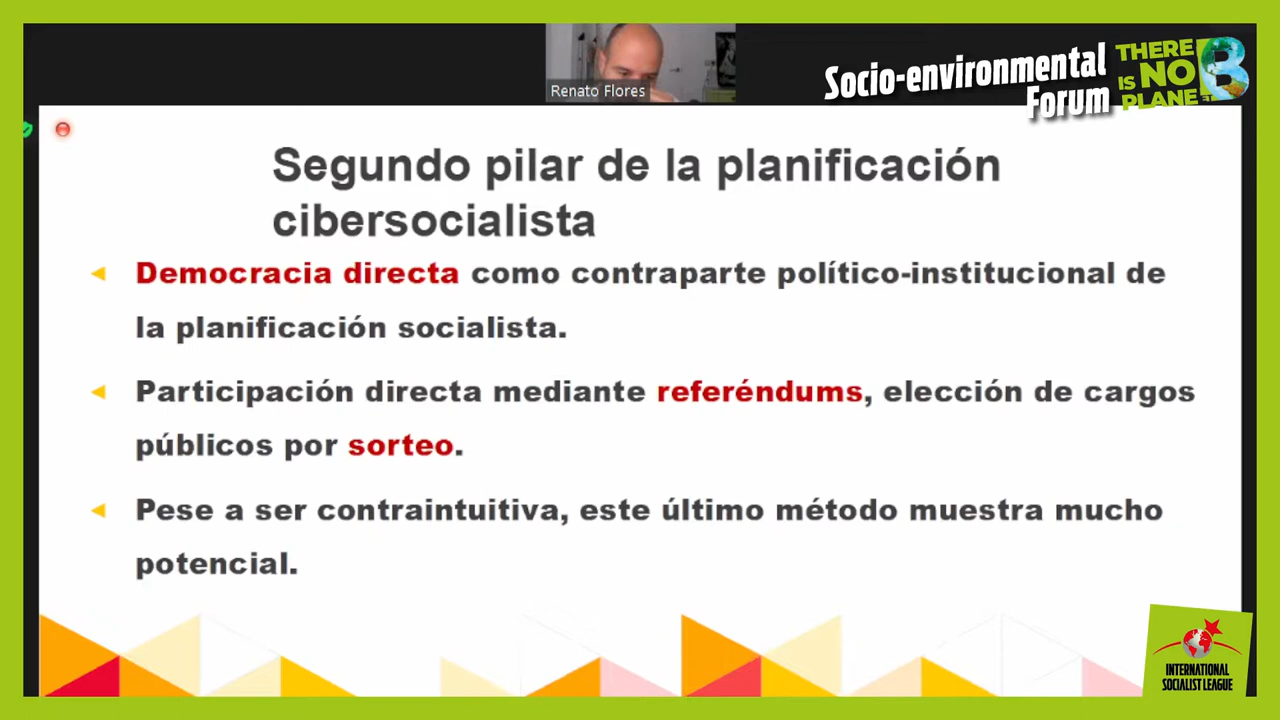 Renato Flores
Socio-environmental
Forum
THERE
IS NO
PLANET
B
Segundo pilar de la planificación
cibersocialista
Democracia directa como contraparte político-institucional de
la planificación socialista.
Participación directa mediante referéndums, elección de cargos
públicos por sorteo.
Pese a ser contraintuitiva, este último método muestra mucho
potencial.
INTERNATIONAL
SOCIALIST LEAGUE